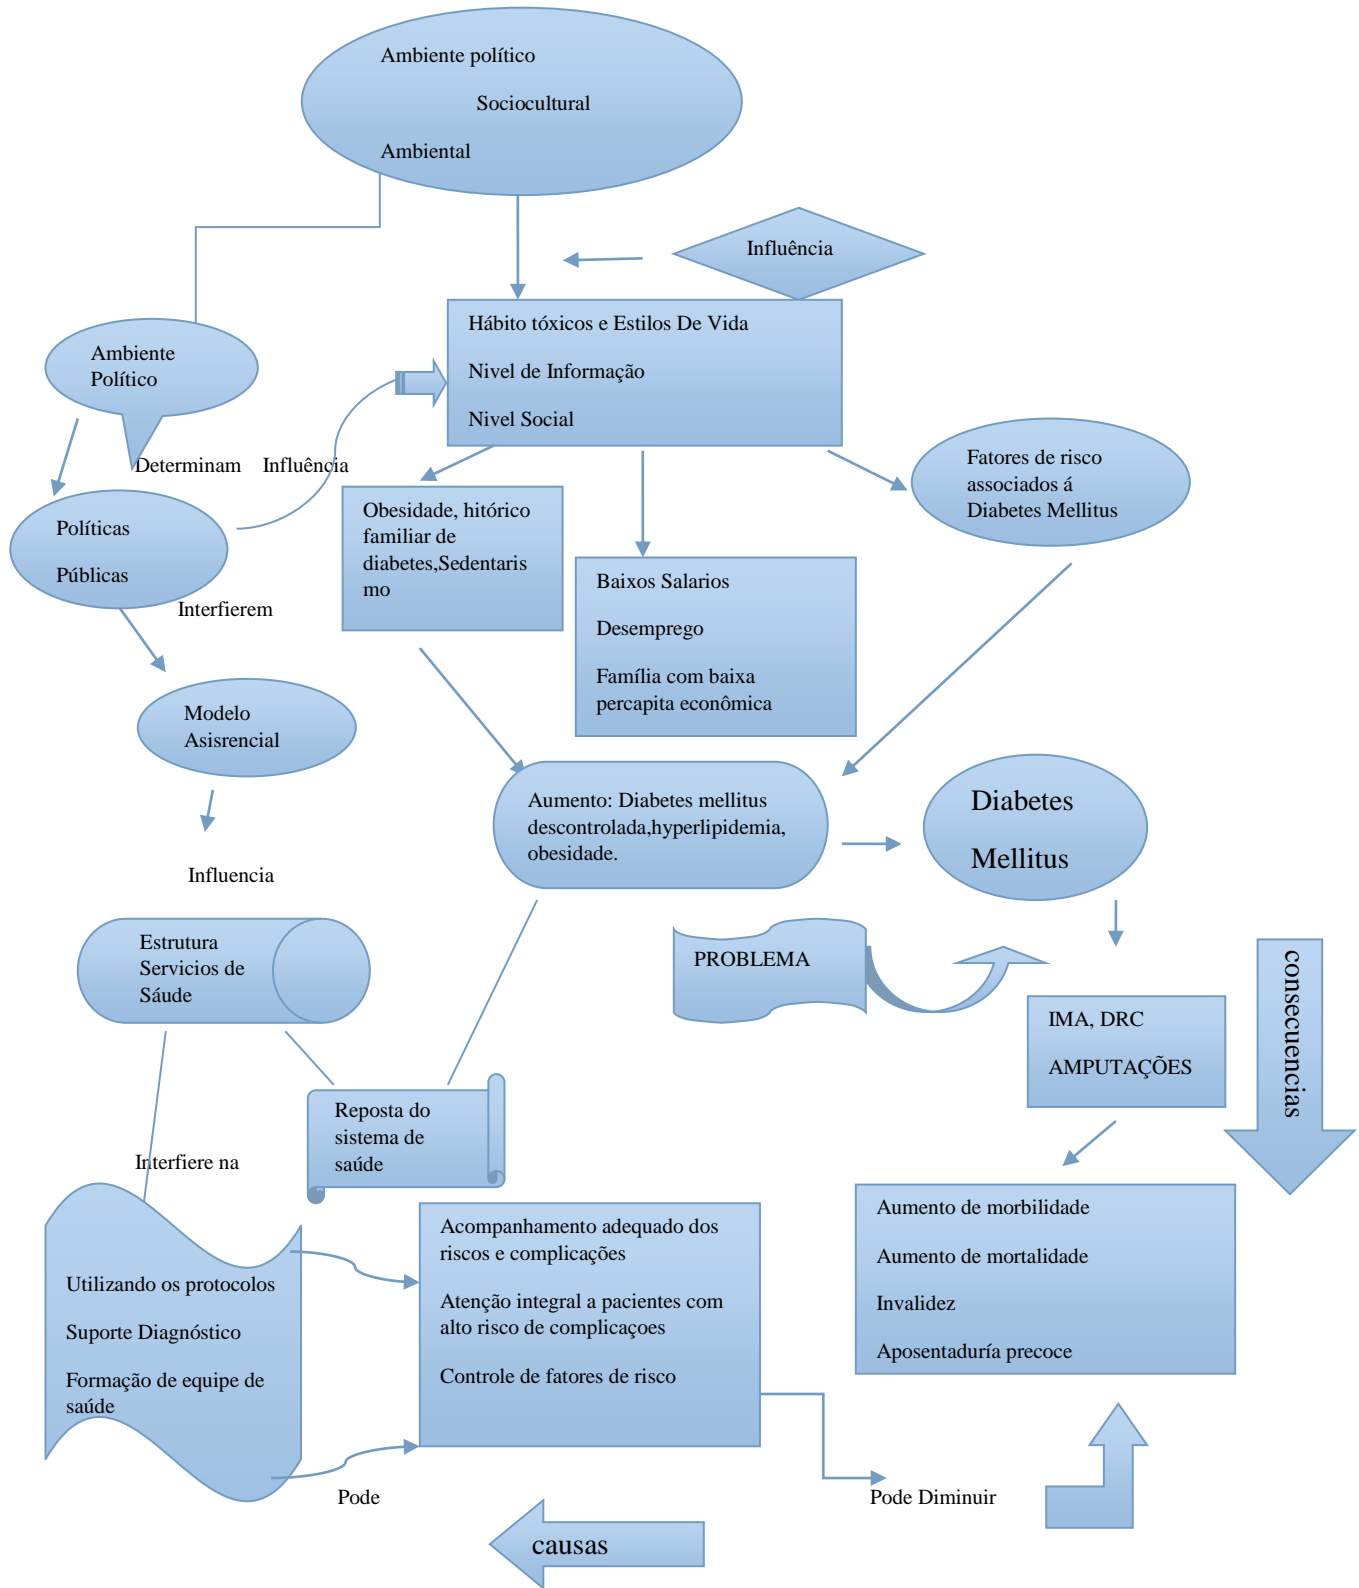 Ambiente político
Sociocultural
Ambiental
Influência
Hábito tóxicos e Estilos De Vida
Nivel de Informação
Nivel Social
Ambiente
Político
Determinam
Influência
Fatores de risco
associados á
Diabetes Mellitus
Políticas
Públicas
Obesidade, hitórico
familiar de
diabetes,Sedentaris
mo
Baixos Salarios
Desemprego
Família com baixa
percapita econômica
Interfierem
Modelo
Asisrencial
Aumento: Diabetes mellitus
descontrolada,hyperlipidemia,
obesidade.
Diabetes
Mellitus
Influencia
Estrutura
Servicios de
Sáude
PROBLEMA
consecuencias
IMA, DRC
AMPUTAÇÕES
Reposta do
sistema de
saúde
Interfiere na
Aumento de morbilidade
Aumento de mortalidade
Invalidez
Aposentaduría precoce
Utilizando os protocolos
Suporte Diagnóstico
Formação de equipe de
saúde
Acompanhamento adequado dos
riscos e complicações
Atenção integral a pacientes com
alto risco de complicaçoes
Controle de fatores de risco
Pode
Pode Diminuir
causas